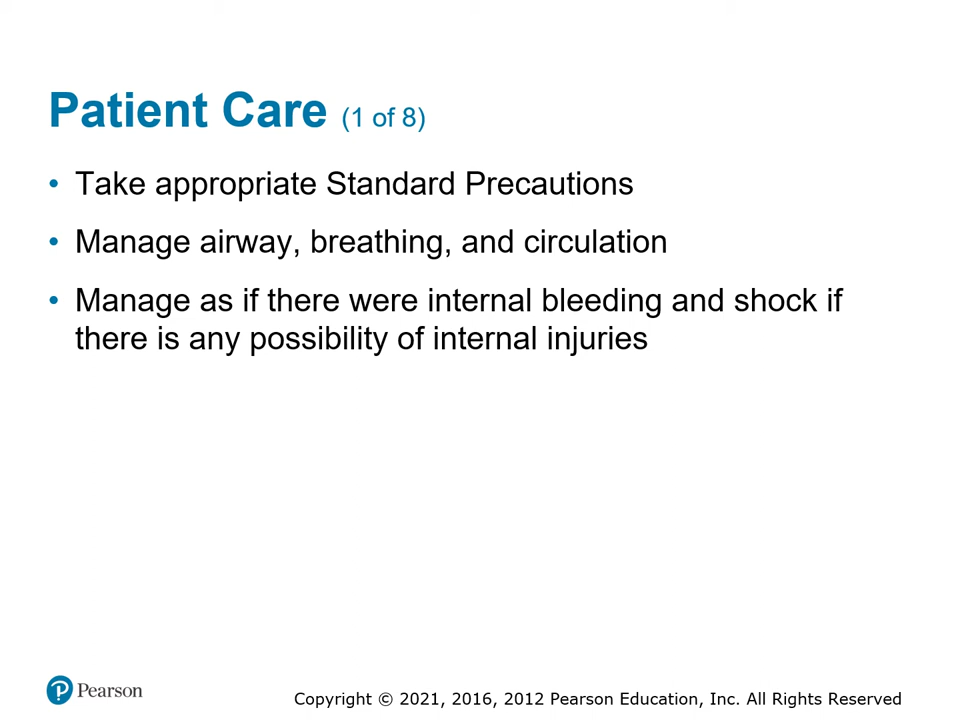 Patient Care (1 of 8)
• Take appropriate Standard Precautions
• Manage airway, breathing, and circulation
• Manage as if there were internal bleeding and shock if
there is any possibility of internal injuries
Pearson
Copyright © 2021, 2016, 2012 Pearson Education, Inc. All Rights Reserved